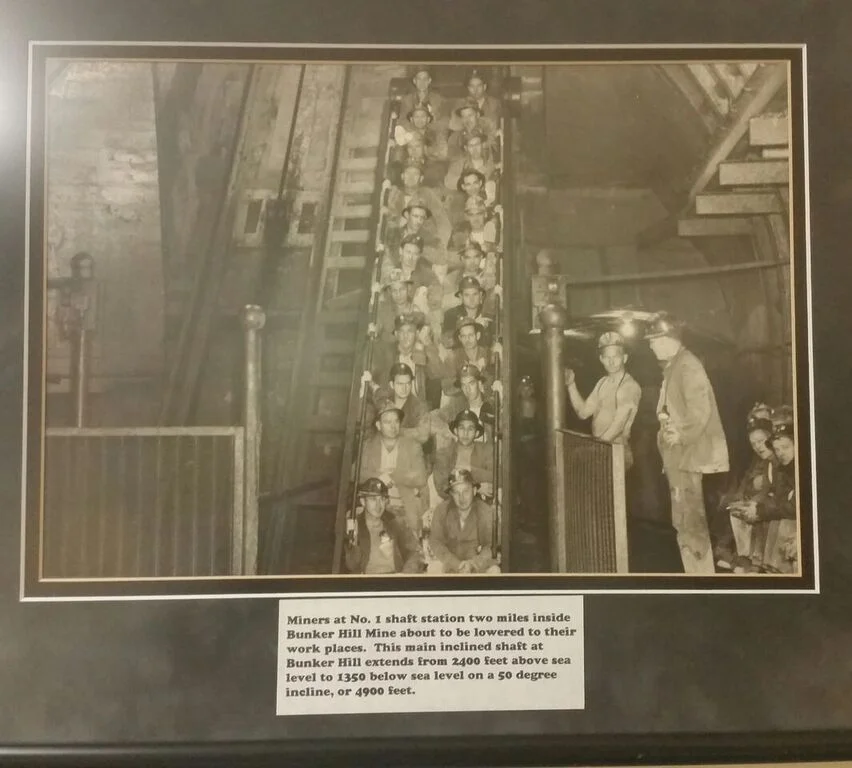 Miners at No. 1 shaft station two miles inside
Bunker Hill Mine about to be lowered to their
work places. This main inclined shaft at
Bunker Hill extends from 2400 feet above sea
level to 1350 below sea level on a 50 degree
incline, or 4900 feet.